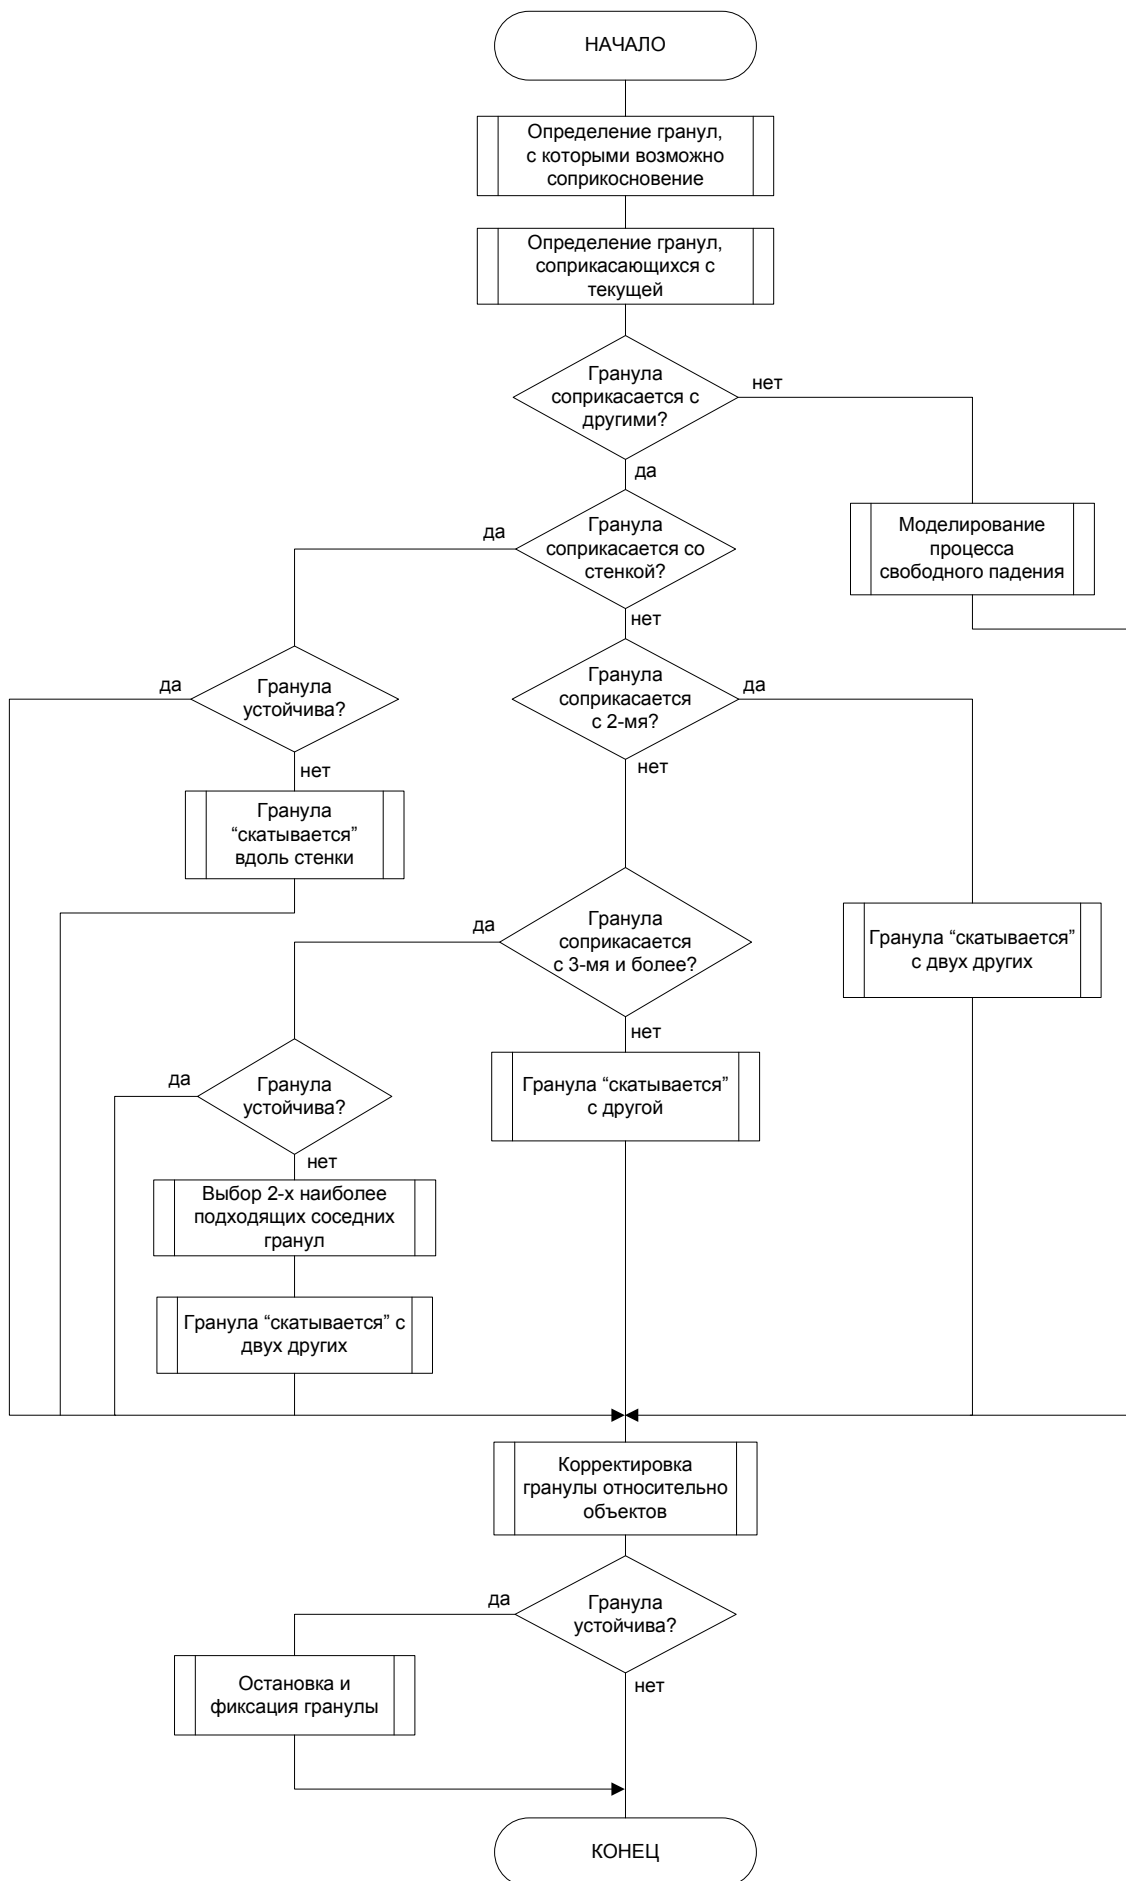 НАЧАЛО
Определение гранул,
с которыми возможно
соприкосновение
Определение гранул,
соприкасающихся с
текущей
Гранула
соприкасается с
другими?
нет
да
Моделирование
процесса
свободного падения
Гранула
соприкасается со
стенкой?
да
нет
Гранула
устойчива?
да
нет
Гранула
соприкасается
с 2-мя?
да
нет
Гранула
“скатывается”
вдоль стенки
Гранула
соприкасается
с 3-мя и более?
да
нет
Гранула “скатывается”
с двух других
Гранула
устойчива?
да
нет
Гранула “скатывается”
с другой
Выбор 2-х наиболее
подходящих соседних
гранул
Гранула “скатывается” с
двух других
Корректировка
гранулы относительно
объектов
Гранула
устойчива?
да
нет
Остановка и
фиксация гранулы
КОНЕЦ